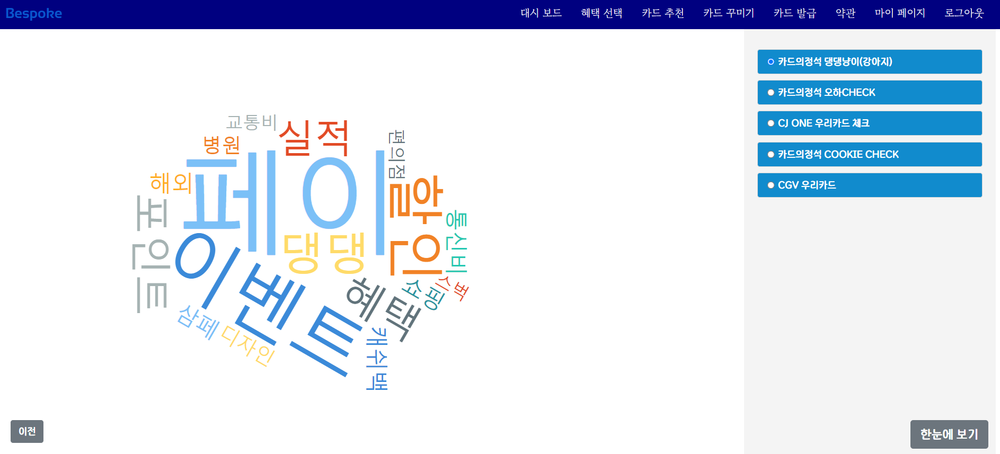 Bespoke
대시 보드 혜택 선택 카드 추천 카드 꾸미기 카드 발급 약관 마이 페이지 로그아웃
교통비
실적
병원
편의점
페이
해외
할인
포인트
통신비
댕댕
이벤트
스벅
쇼핑
혜택
삼페
디자인
캐쉬백
카드의정석 댕댕냥이(강아지)
카드의정석 오하CHECK
CJ ONE 우리카드 체크
카드의정석 COOKIE CHECK
CGV 우리카드
이전
한눈에 보기